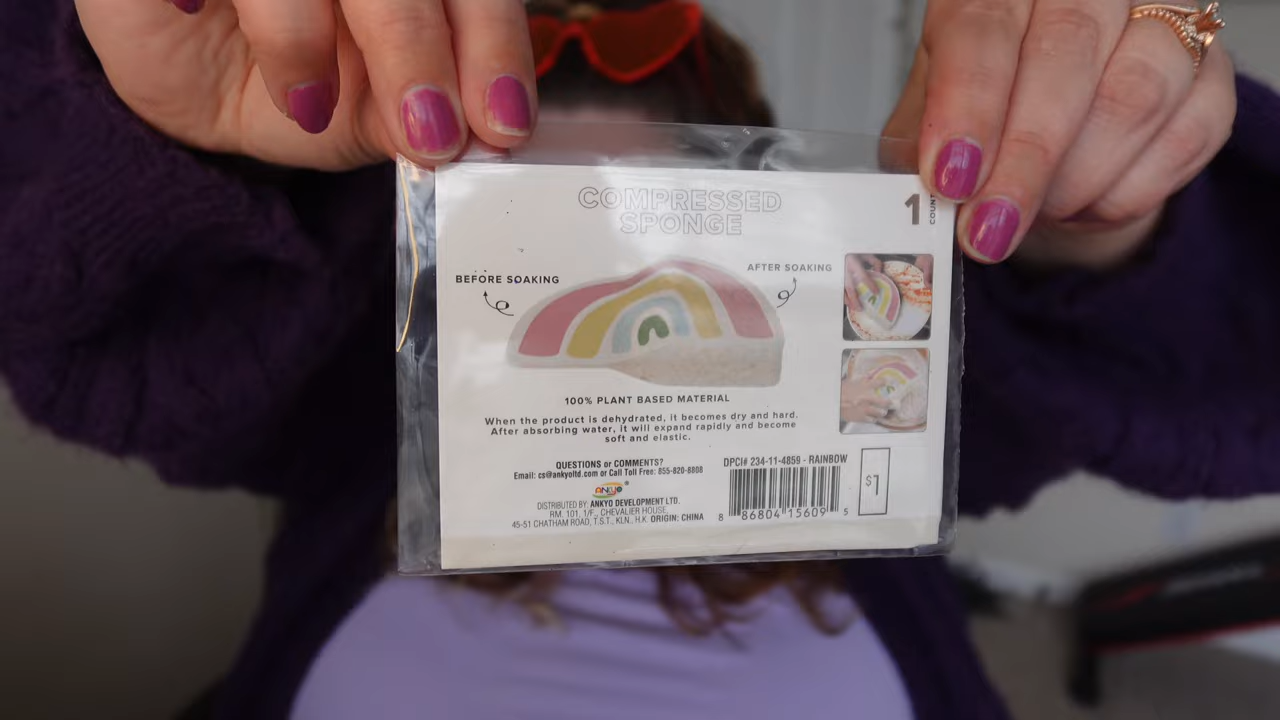 COMPRESSED
SPONGE
1
COUNT
BEFORE SOAKING
AFTER SOAKING
100% PLANT BASED MATERIAL
When the product is dehydrated, it becomes dry and hard.
After absorbing water, it will expand rapidly and become
soft and elastic.
QUESTIONS or COMMENTS?
Email: cs@ankyoltd.com or Call Toll Free: 855-820-8808
ANKYO
DISTRIBUTED BY: ANKYO DEVELOPMENT LTD.
RM. 101, 1/F., CHEVALIER HOUSE,
45-51 CHATHAM ROAD, T.S.T., KLN., H.K. ORIGIN: CHINA
DPCI# 234-11-4859 - RAINBOW
8 86804 15609 5
$1